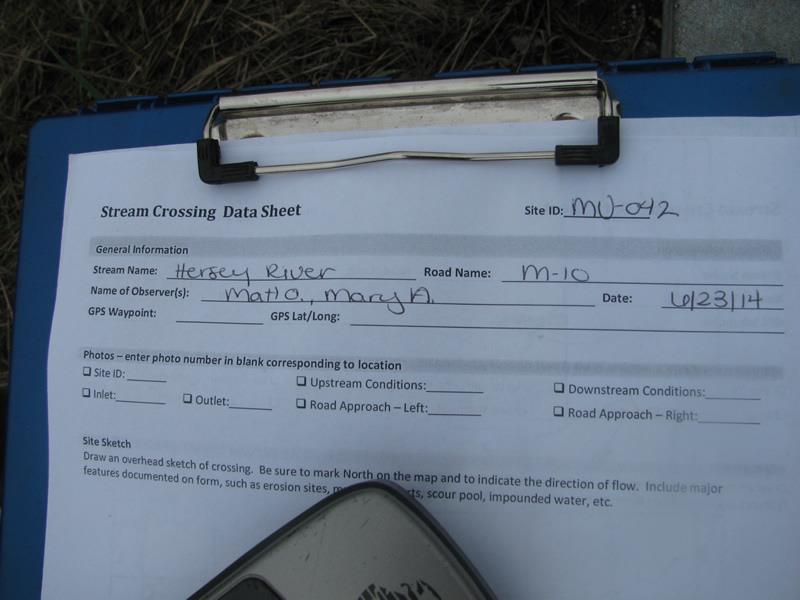 Stream Crossing Data Sheet Site ID: MU-042
General Information
Stream Name: Hersey River Road Name: M-10
Name of Observer(s): Matt O., Mary A. Date: 6/23/14
GPS Waypoint: GPS Lat/Long:
Photos – enter photo number in blank corresponding to location
Site ID: Upstream Conditions: Downstream Conditions:
Inlet: Outlet: Road Approach – Left: Road Approach – Right:
Site Sketch
Draw an overhead sketch of crossing. Be sure to mark North on the map and to indicate the direction of flow. Include major
features documented on form, such as erosion sites, scour pool, impounded water, etc.